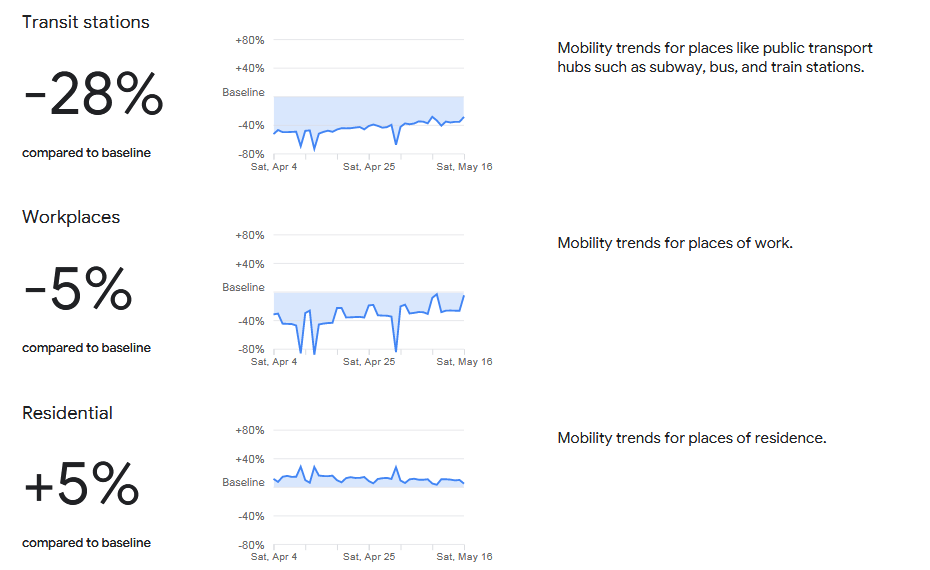 Transit stations
-28%
compared to baseline
+80%
+40%
Baseline
-40%
-80%
Sat, Apr 4
Sat, Apr 25
Sat, May 16
Mobility trends for places like public transport
hubs such as subway, bus, and train stations.
Workplaces
-5%
compared to baseline
+80%
+40%
Baseline
-40%
-80%
Sat, Apr 4
Sat, Apr 25
Sat, May 16
Mobility trends for places of work.
Residential
+5%
compared to baseline
+80%
+40%
Baseline
-40%
-80%
Sat, Apr 4
Sat, Apr 25
Sat, May 16
Mobility trends for places of residence.